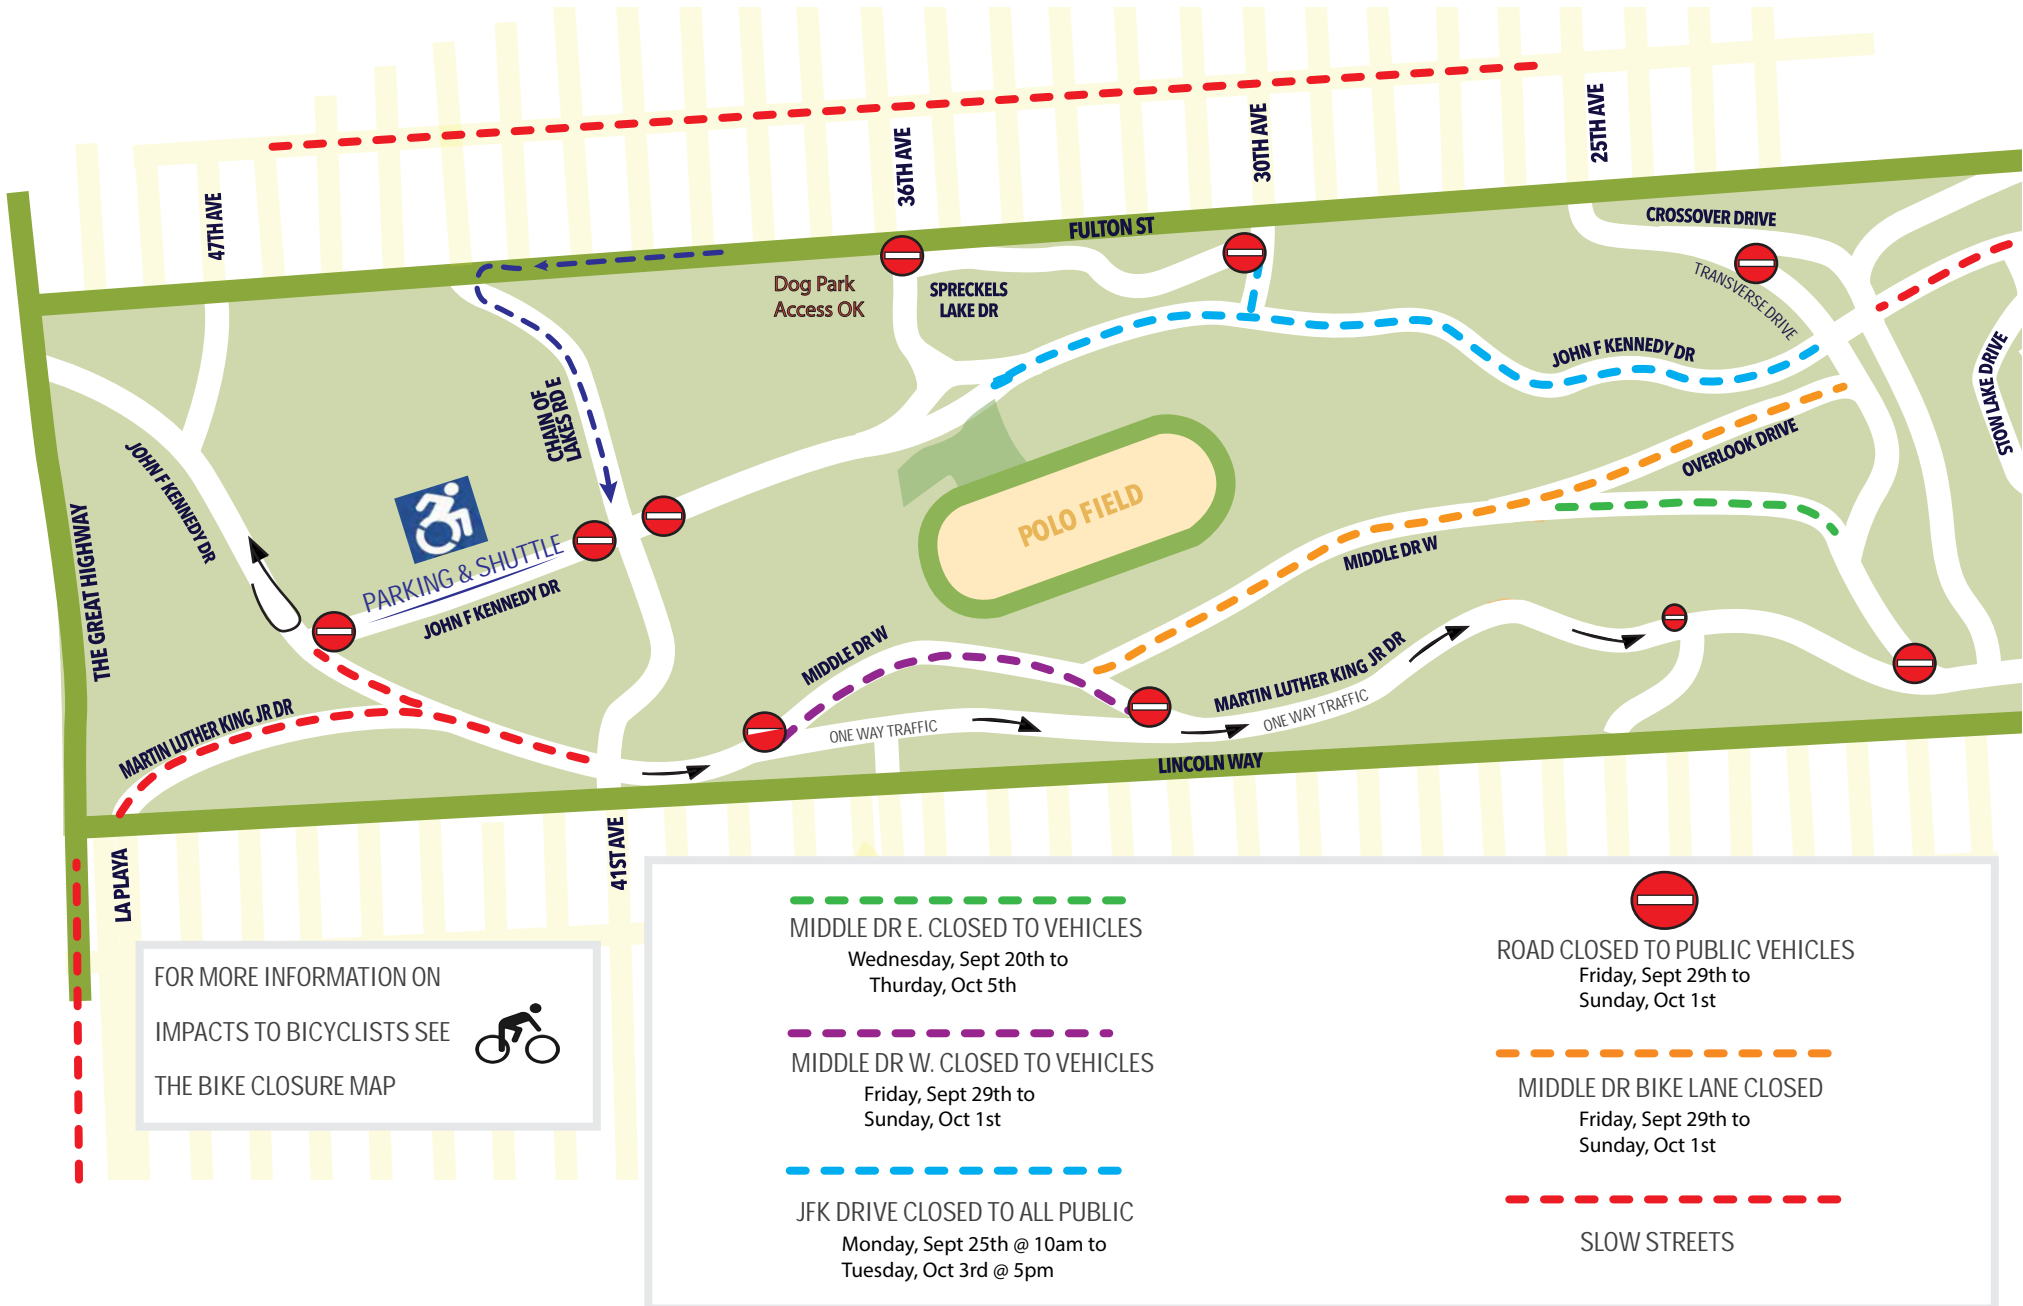 47TH AVE
36TH AVE
30TH AVE
25TH AVE
FULTON ST
CROSSOVER DRIVE
TRANSVERSE DRIVE
Dog Park
Access OK
SPRECKELS
LAKE DR
JOHN F KENNEDY DR
STOW LAKE DRIVE
CHAIN OF
LAKES RD E
JOHN F KENNEDY DR
OVERLOOK DRIVE
POLO FIELD
THE GREAT HIGHWAY
PARKING & SHUTTLE
JOHN F KENNEDY DR
MIDDLE DR W
MIDDLE DR W
MARTIN LUTHER KING JR DR
ONE WAY TRAFFIC
MARTIN LUTHER KING JR DR
ONE WAY TRAFFIC
LINCOLN WAY
LA PLAYA
41ST AVE
FOR MORE INFORMATION ON
IMPACTS TO BICYCLISTS SEE
THE BIKE CLOSURE MAP
MIDDLE DR E. CLOSED TO VEHICLES
Wednesday, Sept 20th to
Thurday, Oct 5th
MIDDLE DR W. CLOSED TO VEHICLES
Friday, Sept 29th to
Sunday, Oct 1st
JFK DRIVE CLOSED TO ALL PUBLIC
Monday, Sept 25th @ 10am to
Tuesday, Oct 3rd @ 5pm
ROAD CLOSED TO PUBLIC VEHICLES
Friday, Sept 29th to
Sunday, Oct 1st
MIDDLE DR BIKE LANE CLOSED
Friday, Sept 29th to
Sunday, Oct 1st
SLOW STREETS